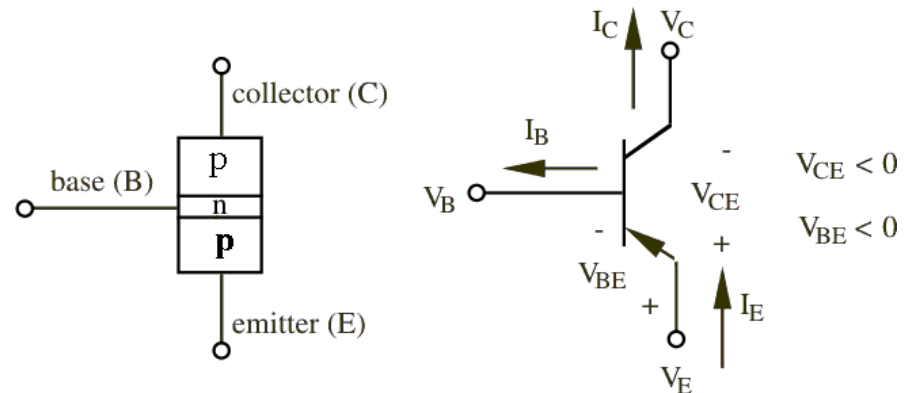 collector (C)
p
base (B)
n
p
emitter (E)
I_C
V_C
I_B
V_B
-
V_CE
+
V_CE < 0
V_BE < 0
-
V_BE
+
I_E
V_E